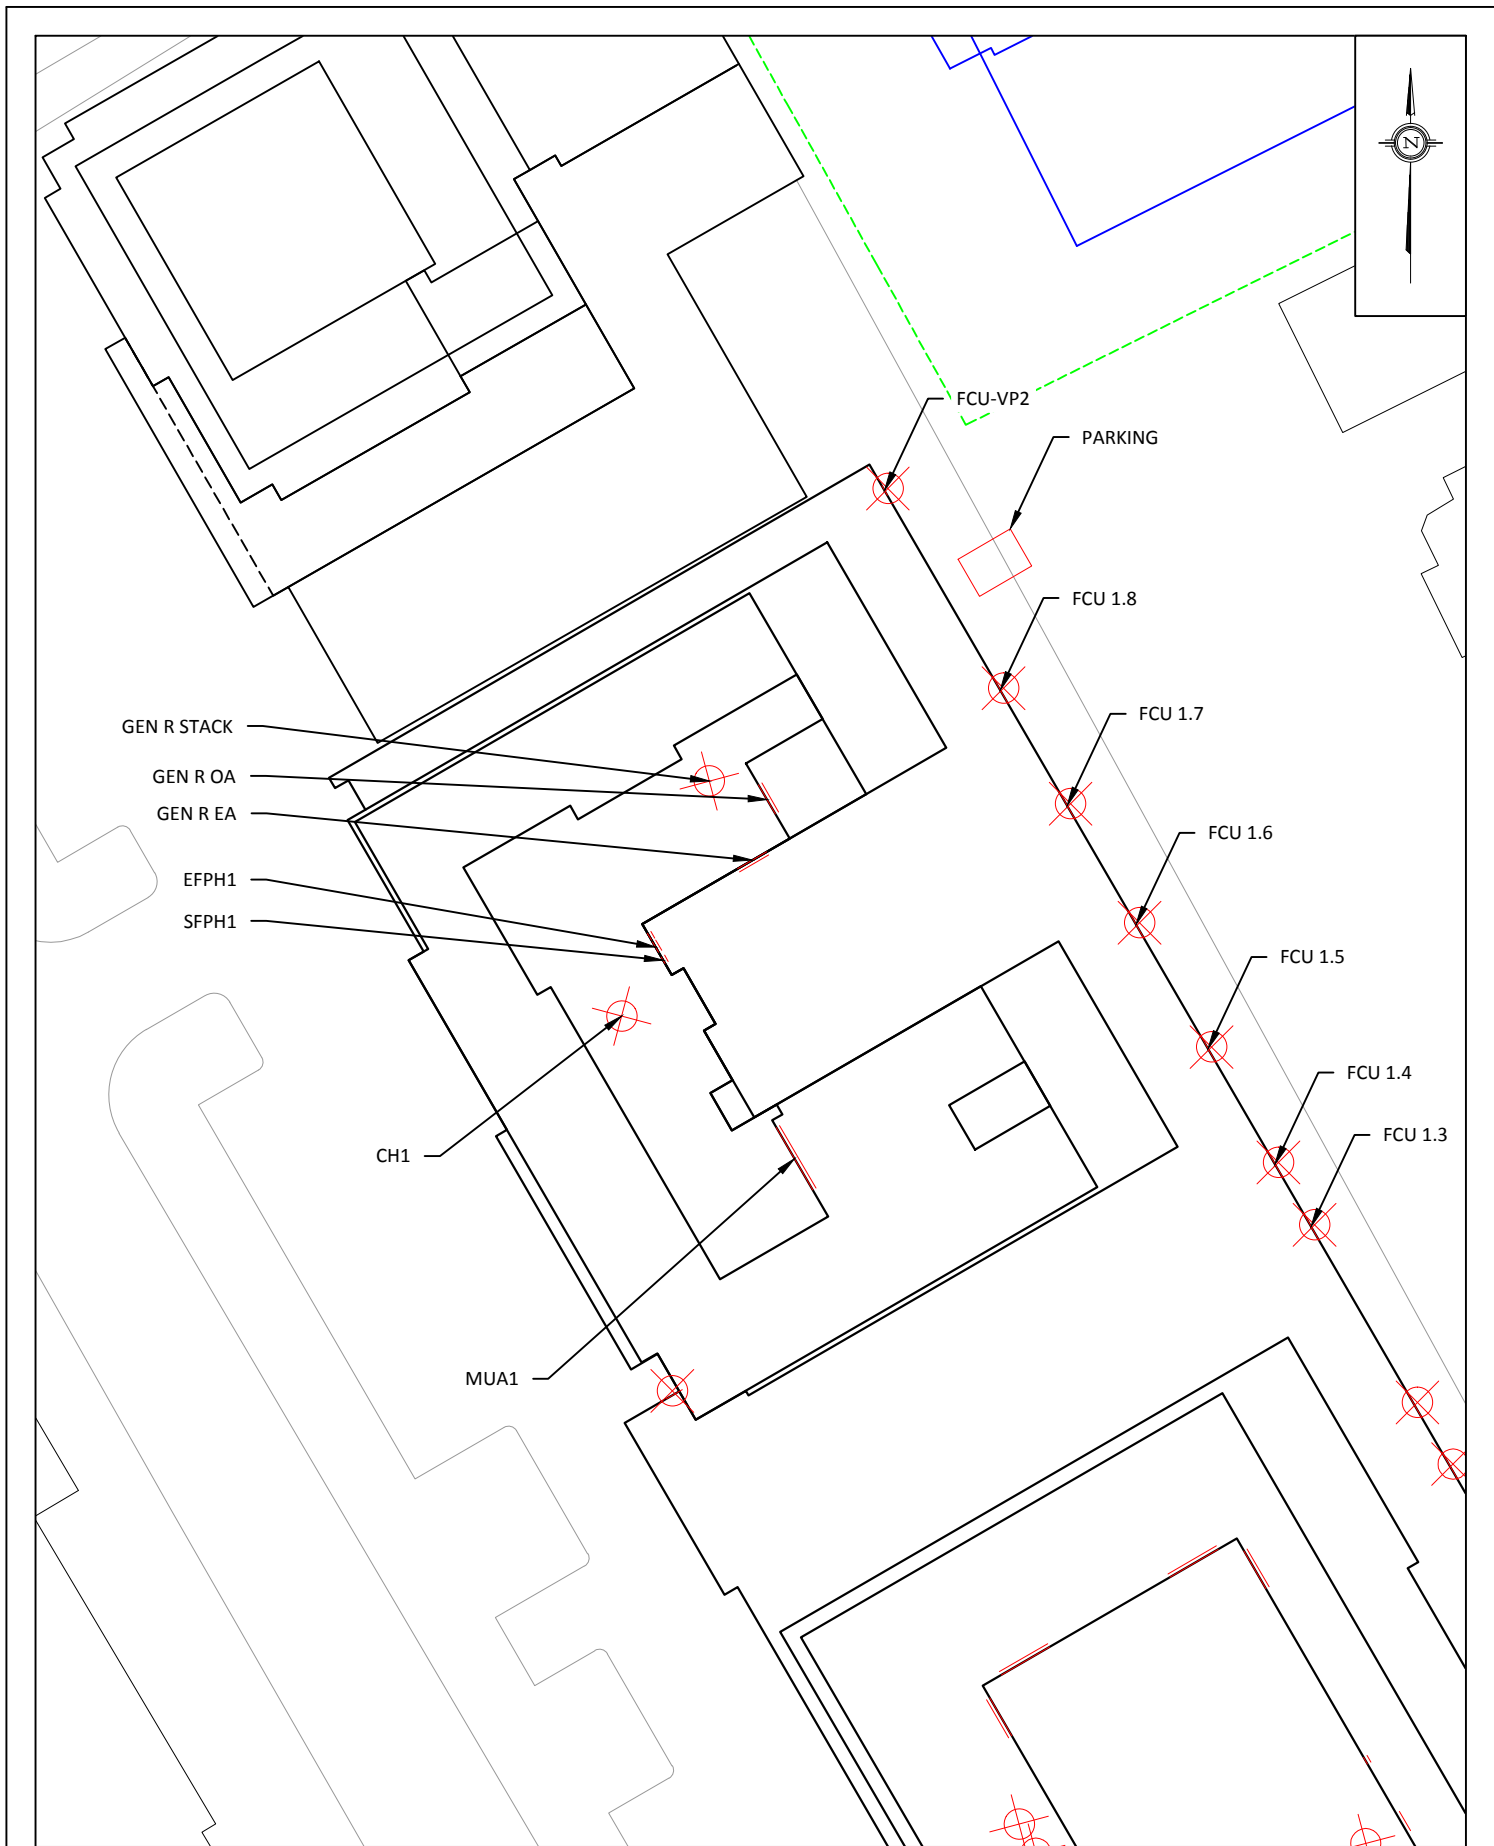 N
FCU-VP2
PARKING
FCU 1.8
FCU 1.7
GEN R STACK
GEN R OA
GEN R EA
FCU 1.6
EFPH1
SFPH1
FCU 1.5
FCU 1.4
FCU 1.3
CH1
MUA1